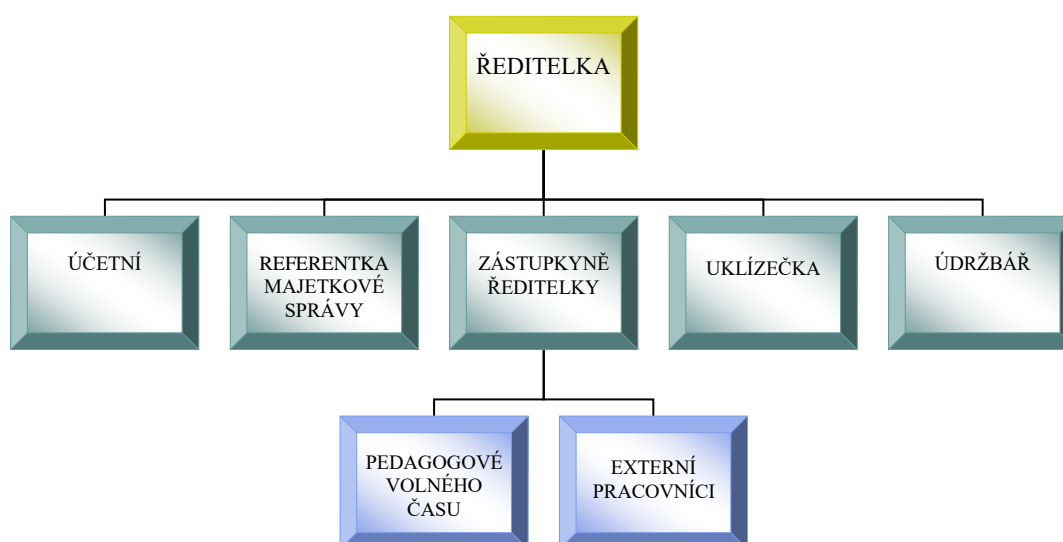 ŘEDITELKA
ÚČETNÍ
REFERENTKA
MAJETKOVÉ
SPRÁVY
ZÁSTUPKYNĚ
ŘEDITELKY
UKLÍZEČKA
ÚDRŽBÁŘ
PEDAGOGOVÉ
VOLNÉHO
ČASU
EXTERNÍ
PRACOVNÍCI